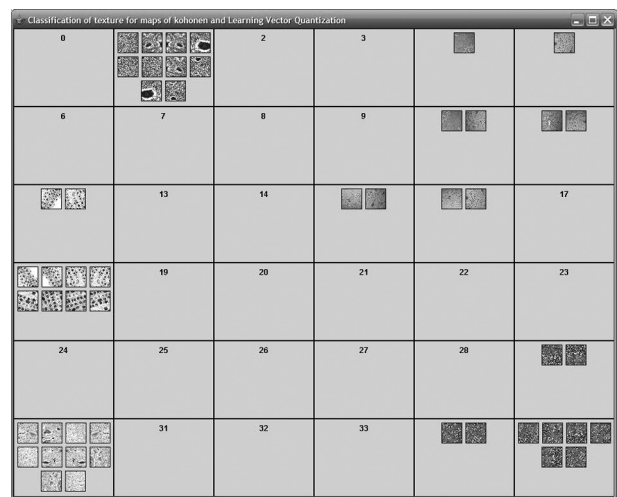 Classification of texture for maps of kohonen and Learning Vector Quantization
0 2 3
6 7 8 9
13 14 17
19 20 21 22 23
24 25 26 27 28
31 32 33